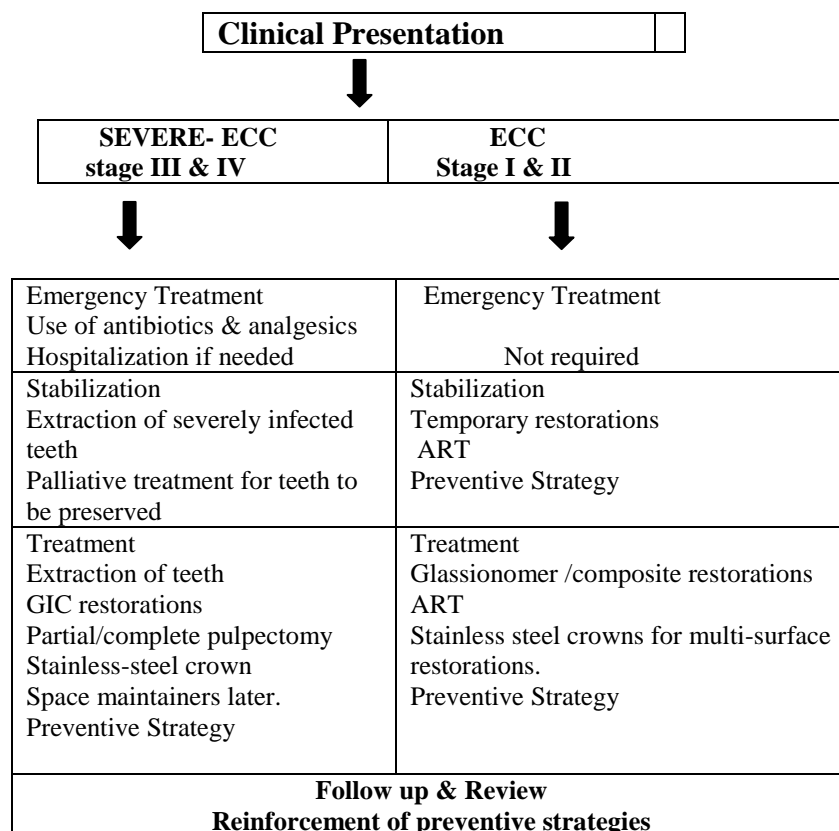 Clinical Presentation
SEVERE- ECC
stage III & IV
ECC
Stage I & II
Emergency Treatment
Use of antibiotics & analgesics
Hospitalization if needed
Emergency Treatment
Not required
Stabilization
Extraction of severely infected
teeth
Palliative treatment for teeth to
be preserved
Stabilization
Temporary restorations
ART
Preventive Strategy
Treatment
Extraction of teeth
GIC restorations
Partial/complete pulpectomy
Stainless-steel crown
Space maintainers later.
Preventive Strategy
Treatment
Glassionomer /composite restorations
ART
Stainless steel crowns for multi-surface
restorations.
Preventive Strategy
Follow up & Review
Reinforcement of preventive strategies